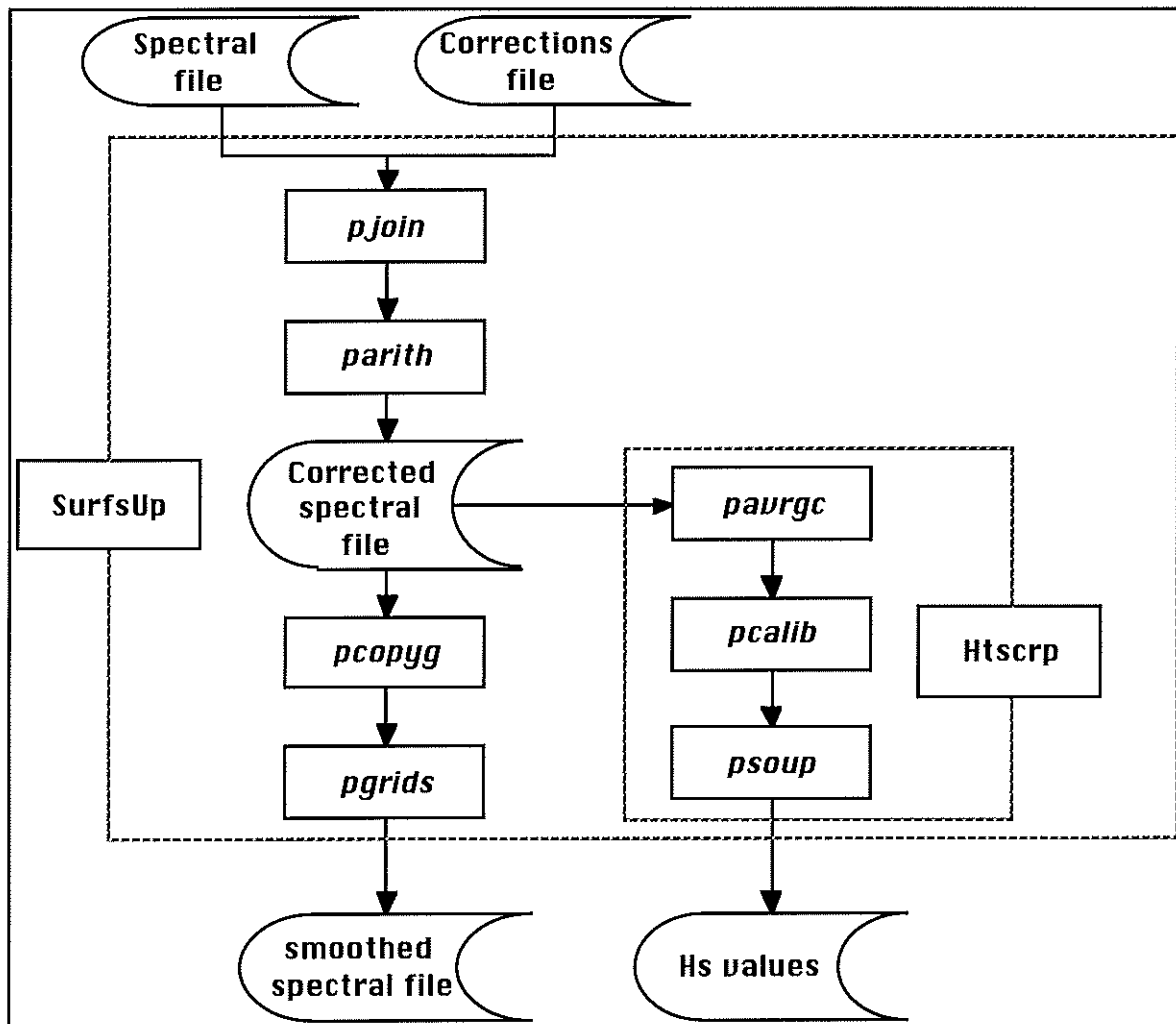 Spectral
file
Corrections
file
pjoin
parith
SurfsUp
Corrected
spectral
file
pavrgc
pcopyg
pcalib
Htscrp
pgrids
psoup
smoothed
spectral file
Hs values